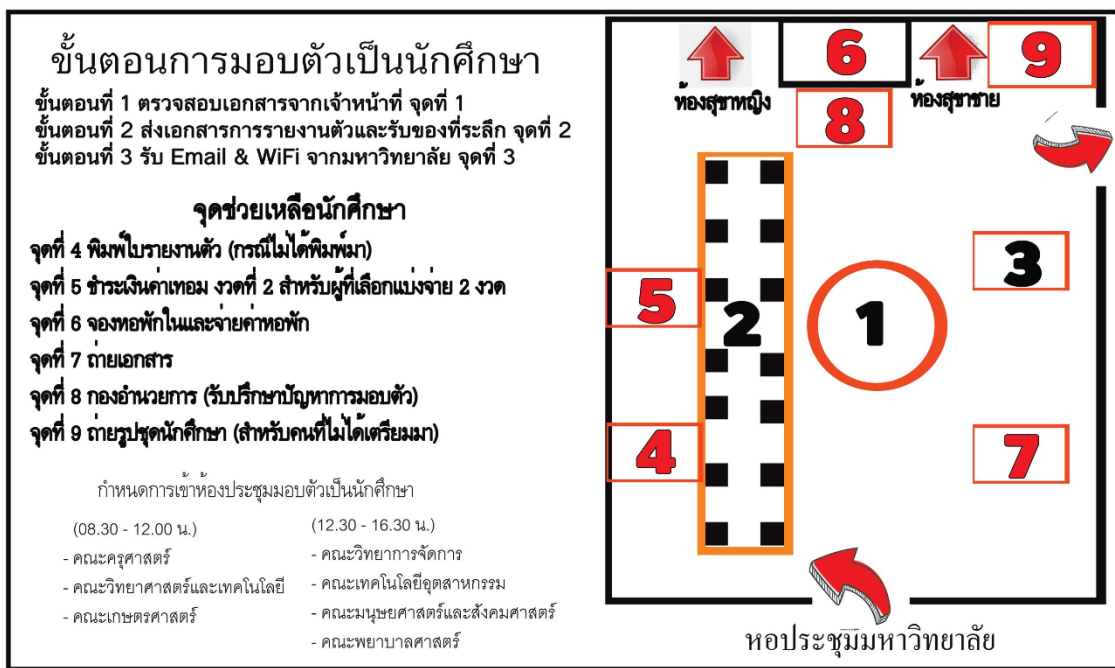 ขั้นตอนการมอบตัวเป็นนักศึกษา
ขั้นตอนที่ 1 ตรวจสอบเอกสารจากเจ้าหน้าที่ จุดที่ 1
ขั้นตอนที่ 2 ส่งเอกสารการรายงานตัวและรับของที่ระลึก จุดที่ 2
ขั้นตอนที่ 3 รับ Email & WiFi จากมหาวิทยาลัย จุดที่ 3
จุดช่วยเหลือนักศึกษา
จุดที่ 4 พิมพ์ใบรายงานตัว (กรณีไม่ได้พิมพ์มา)
จุดที่ 5 ชำระเงินค่าเทอม งวดที่ 2 สำหรับผู้ที่เลือกแบ่งจ่าย 2 งวด
จุดที่ 6 จองหอพักในและจ่ายค่าหอพัก
จุดที่ 7 ถ่ายเอกสาร
จุดที่ 8 กองอำนวยการ (รับปรึกษาปัญหาการมอบตัว)
จุดที่ 9 ถ่ายรูปชุดนักศึกษา (สำหรับคนที่ไม่ได้เตรียมมา)
กำหนดการเข้าห้องประชุมมอบตัวเป็นนักศึกษา
(08.30 - 12.00 น.)
- คณะครุศาสตร์
- คณะวิทยาศาสตร์และเทคโนโลยี
- คณะเกษตรศาสตร์
(12.30 - 16.30 น.)
- คณะวิทยาการจัดการ
- คณะเทคโนโลยีอุตสาหกรรม
- คณะมนุษยศาสตร์และสังคมศาสตร์
- คณะพยาบาลศาสตร์
6
9
ห้องสุขาหญิง
ห้องสุขาชาย
8
3
5
2
1
4
7
หอประชุมมหาวิทยาลัย